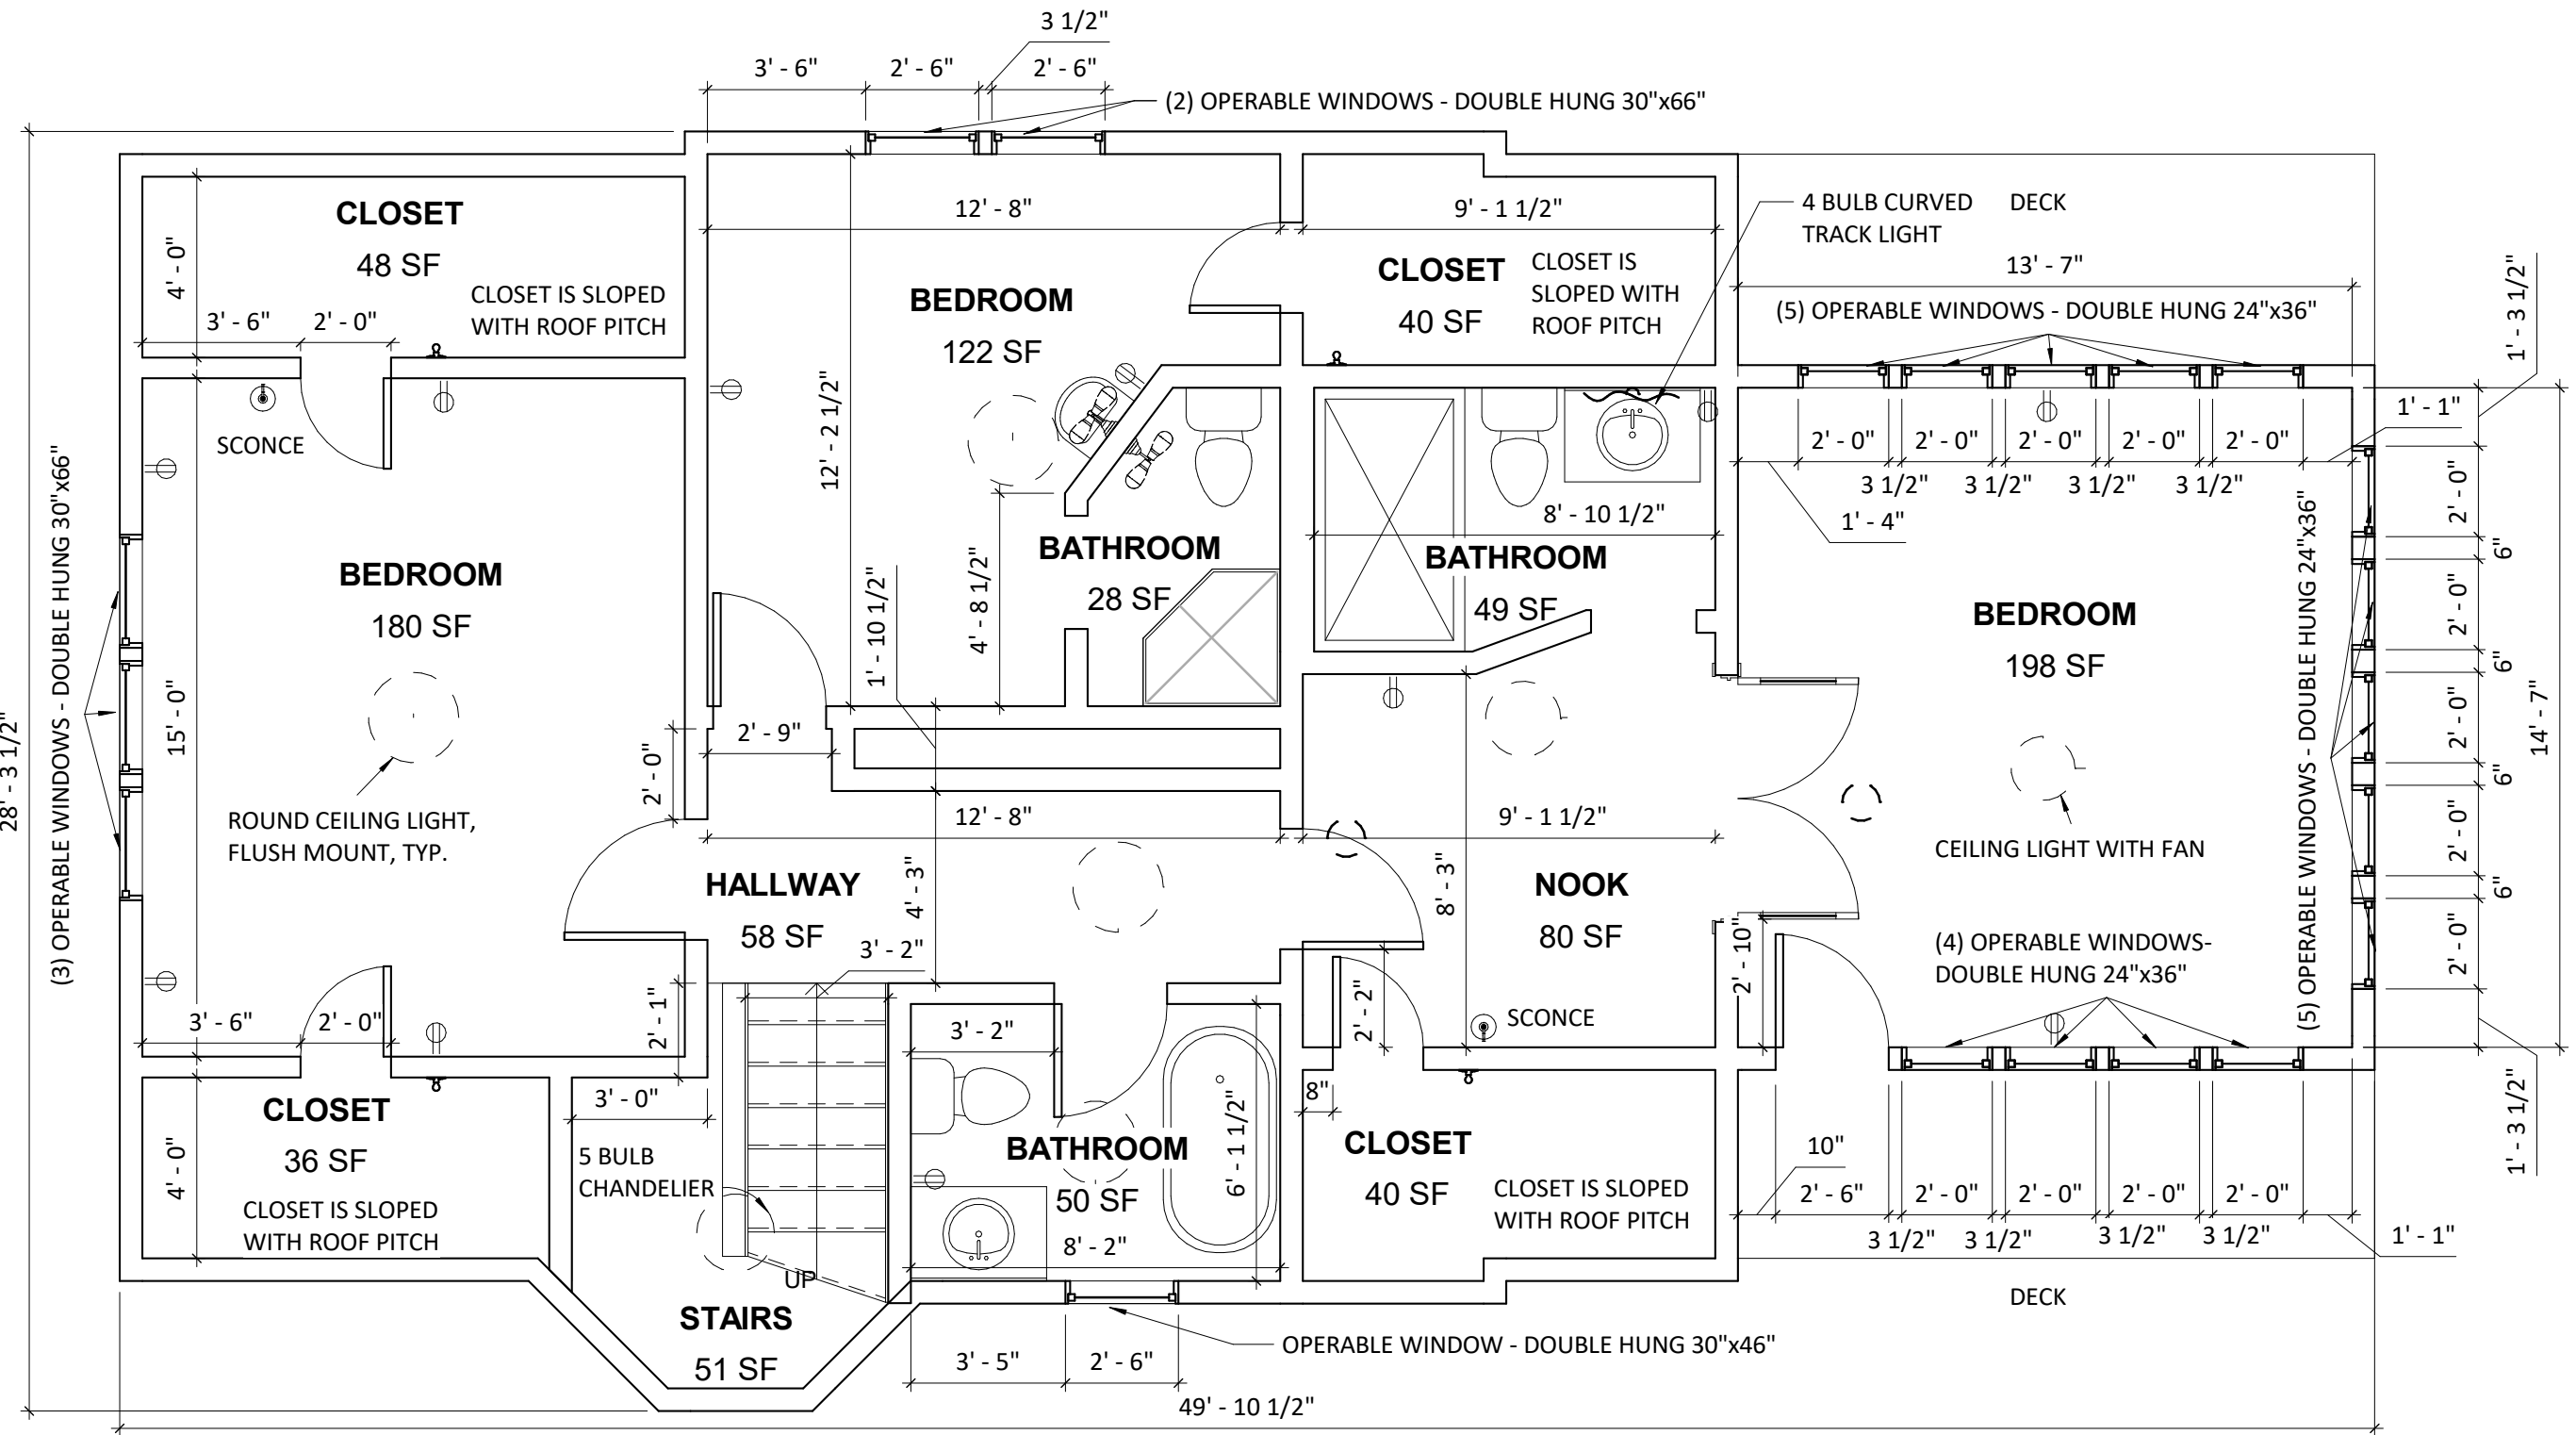 3 1/2"
3' - 6"
2' - 6"
2' - 6"
(2) OPERABLE WINDOWS - DOUBLE HUNG 30"x66"
CLOSET
48 SF
4' - 0"
CLOSET IS SLOPED
WITH ROOF PITCH
3' - 6"
2' - 0"
12' - 8"
BEDROOM
122 SF
12' - 2 1/2"
9' - 1 1/2"
CLOSET
40 SF
CLOSET IS
SLOPED WITH
ROOF PITCH
4 BULB CURVED
TRACK LIGHT
DECK
13' - 7"
(5) OPERABLE WINDOWS - DOUBLE HUNG 24"x36"
1' - 3 1/2"
1' - 1"
2' - 0"
2' - 0"
2' - 0"
2' - 0"
2' - 0"
3 1/2"
3 1/2"
3 1/2"
3 1/2"
1' - 4"
SCONCE
28' - 3 1/2"
(3) OPERABLE WINDOWS - DOUBLE HUNG 30"x66"
15' - 0"
BEDROOM
180 SF
ROUND CEILING LIGHT,
FLUSH MOUNT, TYP.
BATHROOM
28 SF
4' - 8 1/2"
1' - 10 1/2"
8' - 10 1/2"
BATHROOM
49 SF
BEDROOM
198 SF
(5) OPERABLE WINDOWS - DOUBLE HUNG 24"x36"
2' - 0"
6"
2' - 0"
6"
2' - 0"
6"
2' - 0"
6"
2' - 0"
14' - 7"
2' - 0"
2' - 9"
12' - 8"
9' - 1 1/2"
CEILING LIGHT WITH FAN
HALLWAY
58 SF
4' - 3"
3' - 2"
8' - 3"
NOOK
80 SF
2' - 10"
(4) OPERABLE WINDOWS-
DOUBLE HUNG 24"x36"
3' - 6"
2' - 0"
2' - 1"
3' - 2"
2' - 2"
SCONCE
CLOSET
36 SF
4' - 0"
CLOSET IS SLOPED
WITH ROOF PITCH
3' - 0"
5 BULB
CHANDELIER
UP
STAIRS
51 SF
BATHROOM
50 SF
6' - 1 1/2"
8' - 2"
8"
CLOSET
40 SF
CLOSET IS SLOPED
WITH ROOF PITCH
10"
2' - 6"
2' - 0"
2' - 0"
2' - 0"
2' - 0"
3 1/2"
3 1/2"
3 1/2"
3 1/2"
1' - 1"
1' - 3 1/2"
DECK
OPERABLE WINDOW - DOUBLE HUNG 30"x46"
3' - 5"
2' - 6"
49' - 10 1/2"